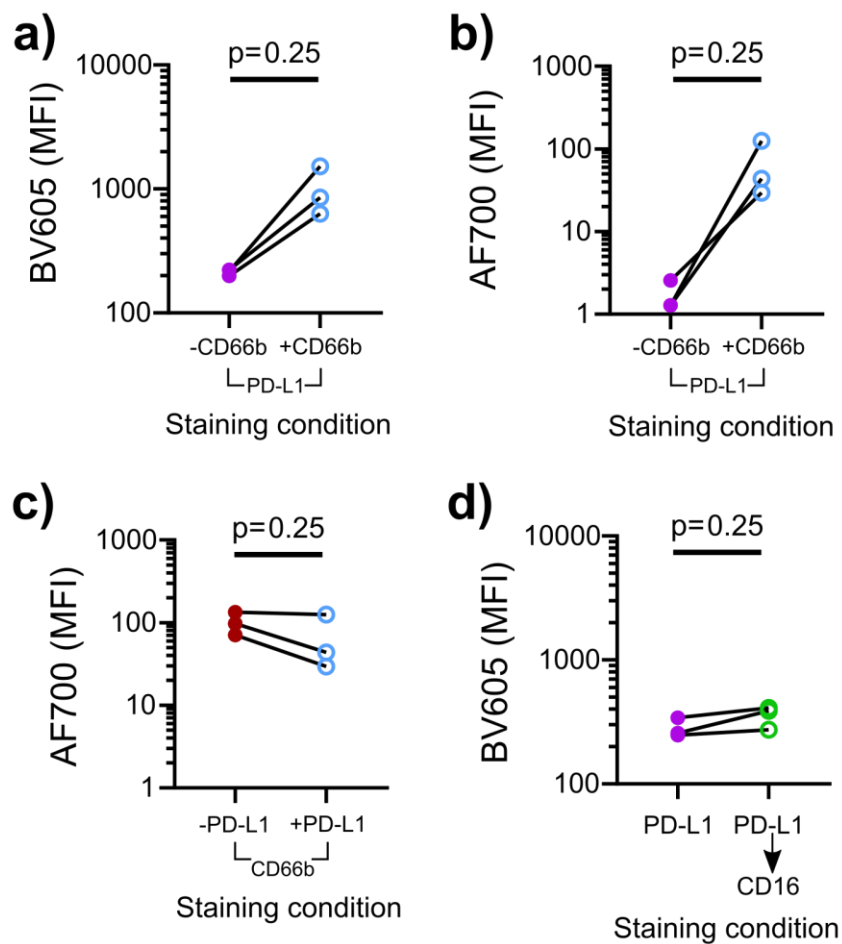 a)
p=0.25
10000
1000
100
BV605 (MFI)
-CD66b +CD66b
PD-L1
Staining condition
b)
p=0.25
1000
100
10
1
AF700 (MFI)
-CD66b +CD66b
PD-L1
Staining condition
c)
p=0.25
1000
100
10
1
AF700 (MFI)
-PD-L1 +PD-L1
CD66b
Staining condition
d)
p=0.25
10000
1000
100
BV605 (MFI)
PD-L1 PD-L1
CD16
Staining condition